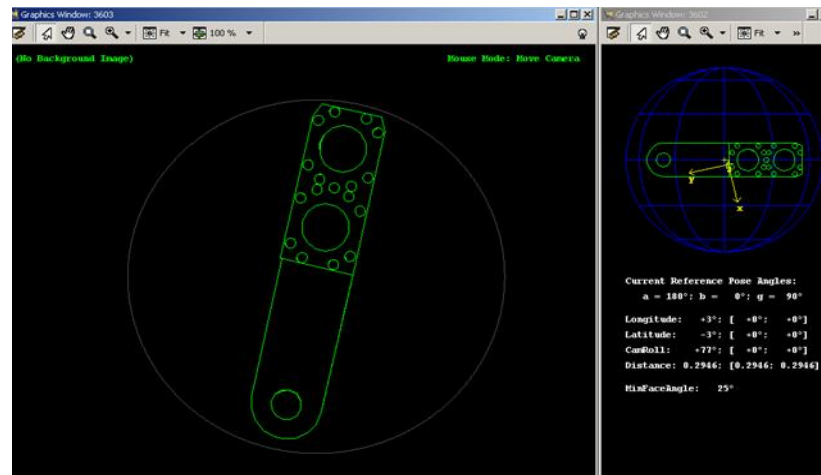 Graphics Window: 3603
Fit
100 %
(No Background Image)
Mouse Mode: Move Camera
Graphics Window: 3602
Fit
»
y
x
Current Reference Pose Angles:
a = 180°; b = 0°; g = 90°
Longitude: +3°; [ +0°; +0°]
Latitude: -3°; [ +0°; +0°]
CamRoll: +77°; [ +0°; +0°]
Distance: 0.2946; [0.2946; 0.2946]
MinFaceAngle: 25°